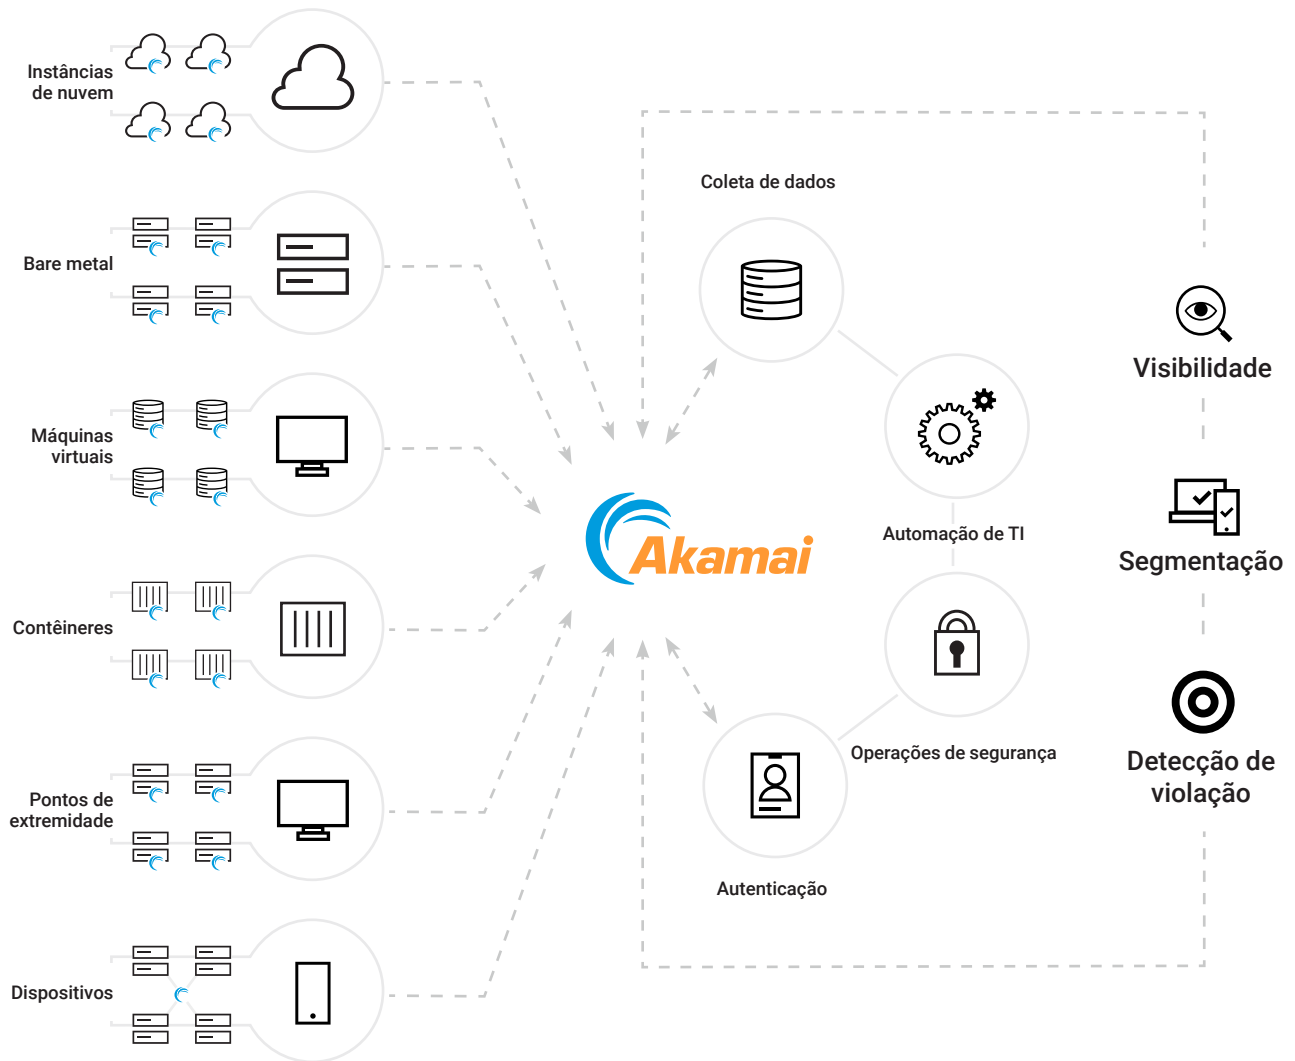 Instâncias
de nuvem
Bare metal
Máquinas
virtuais
Contêineres
Pontos de
extremidade
Dispositivos
Akamai
Coleta de dados
Automação de TI
Operações de segurança
Autenticação
Visibilidade
Segmentação
Detecção de
violação